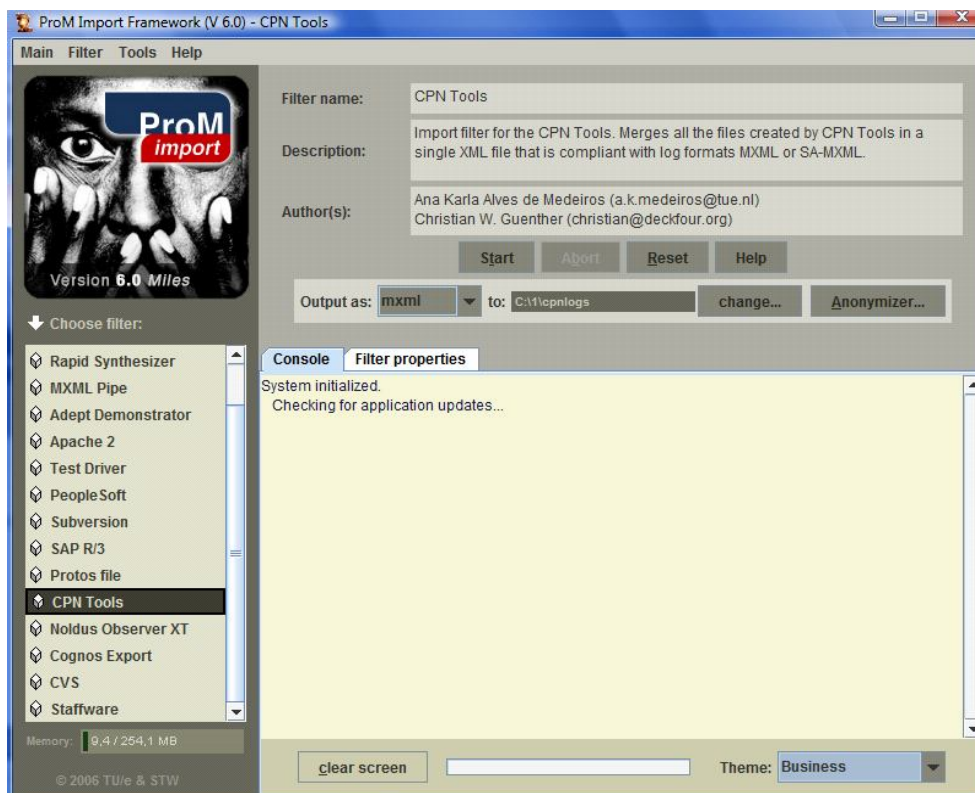 ProM Import Framework (V 6.0) - CPN Tools
Main Filter Tools Help
ProM
import
Version 6.0 Miles
Choose filter:
Rapid Synthesizer
MXML Pipe
Adept Demonstrator
Apache 2
Test Driver
PeopleSoft
Subversion
SAP R/3
Protos file
CPN Tools
Noldus Observer XT
Cognos Export
CVS
Staffware
Memory: 9,4 / 254,1 MB
© 2006 TU/e & STW
Filter name: CPN Tools
Description: Import filter for the CPN Tools. Merges all the files created by CPN Tools in a
single XML file that is compliant with log formats MXML or SA-MXML.
Author(s): Ana Karla Alves de Medeiros (a.k.medeiros@tue.nl)
Christian W. Guenther (christian@deckfour.org)
Start Abort Reset Help
Output as: mxml to: C:\1\cpnlogs change... Anonymizer...
Console Filter properties
System initialized.
Checking for application updates...
clear screen Theme: Business